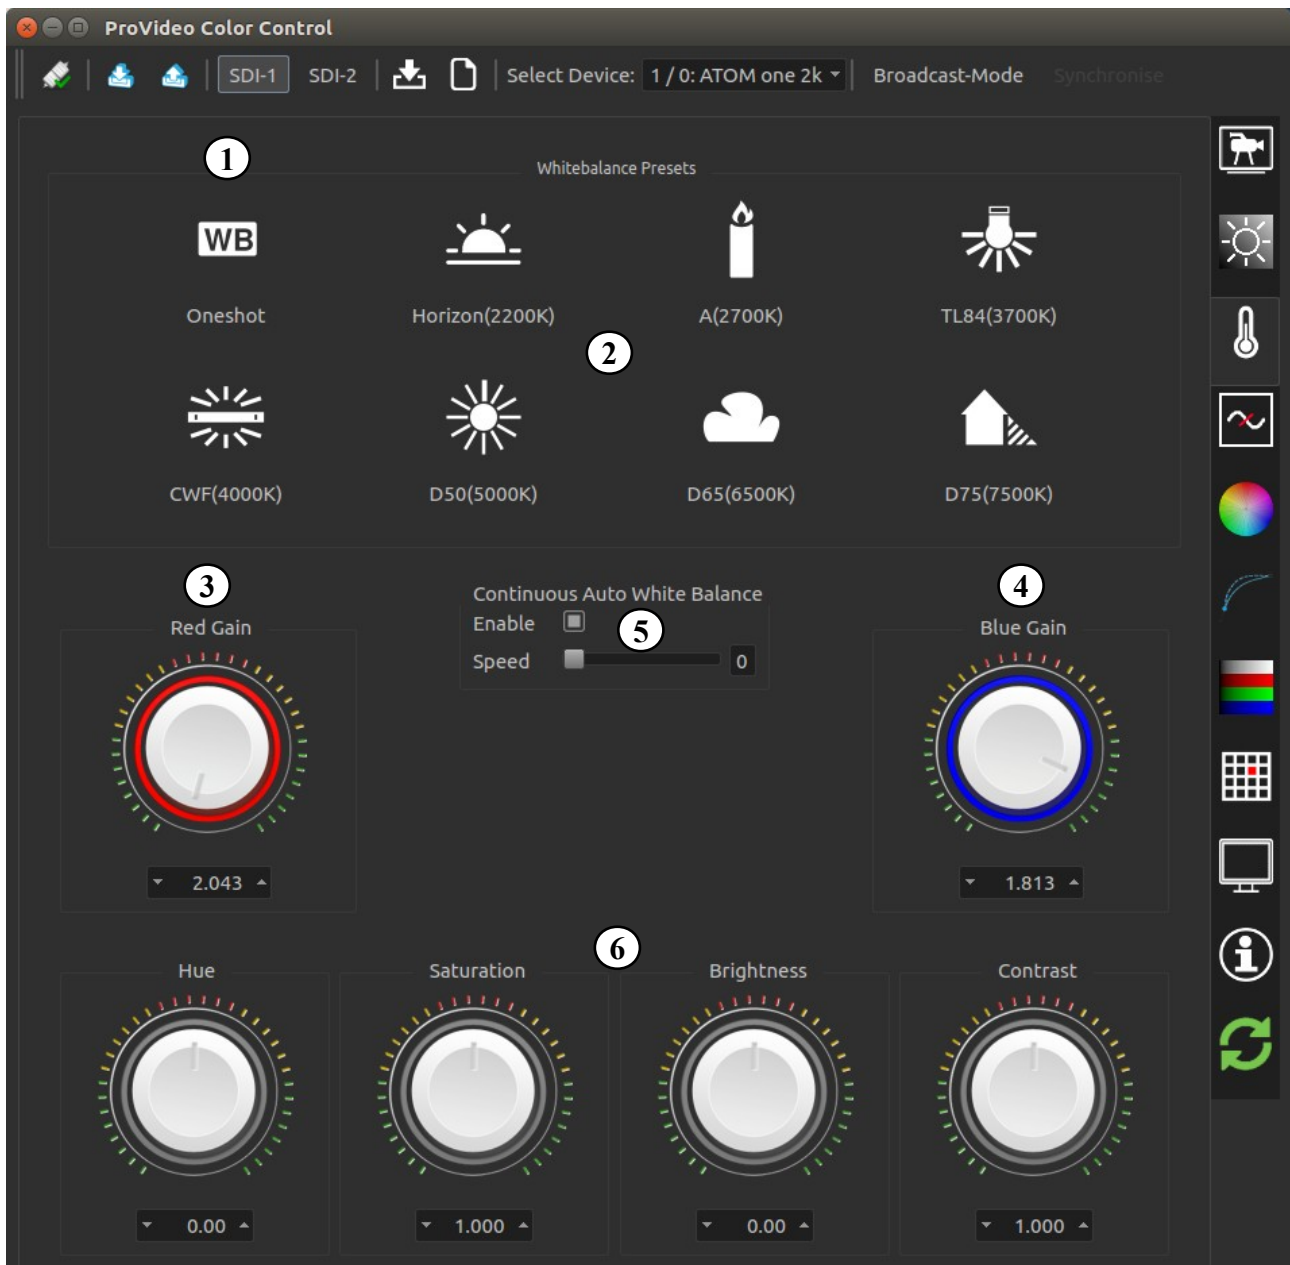 ProVideo Color Control
SDI-1 SDI-2 Select Device: 1 / 0: ATOM one 2k Broadcast-Mode Synchronise
1
Whitebalance Presets
WB
Oneshot Horizon(2200K) A(2700K) TL84(3700K)
2
CWF(4000K) D50(5000K) D65(6500K) D75(7500K)
3 4
Continuous Auto White Balance
Enable
5
Red Gain Blue Gain
Speed 0
2.043 1.813
6
Hue Saturation Brightness Contrast
0.00 1.000 0.00 1.000